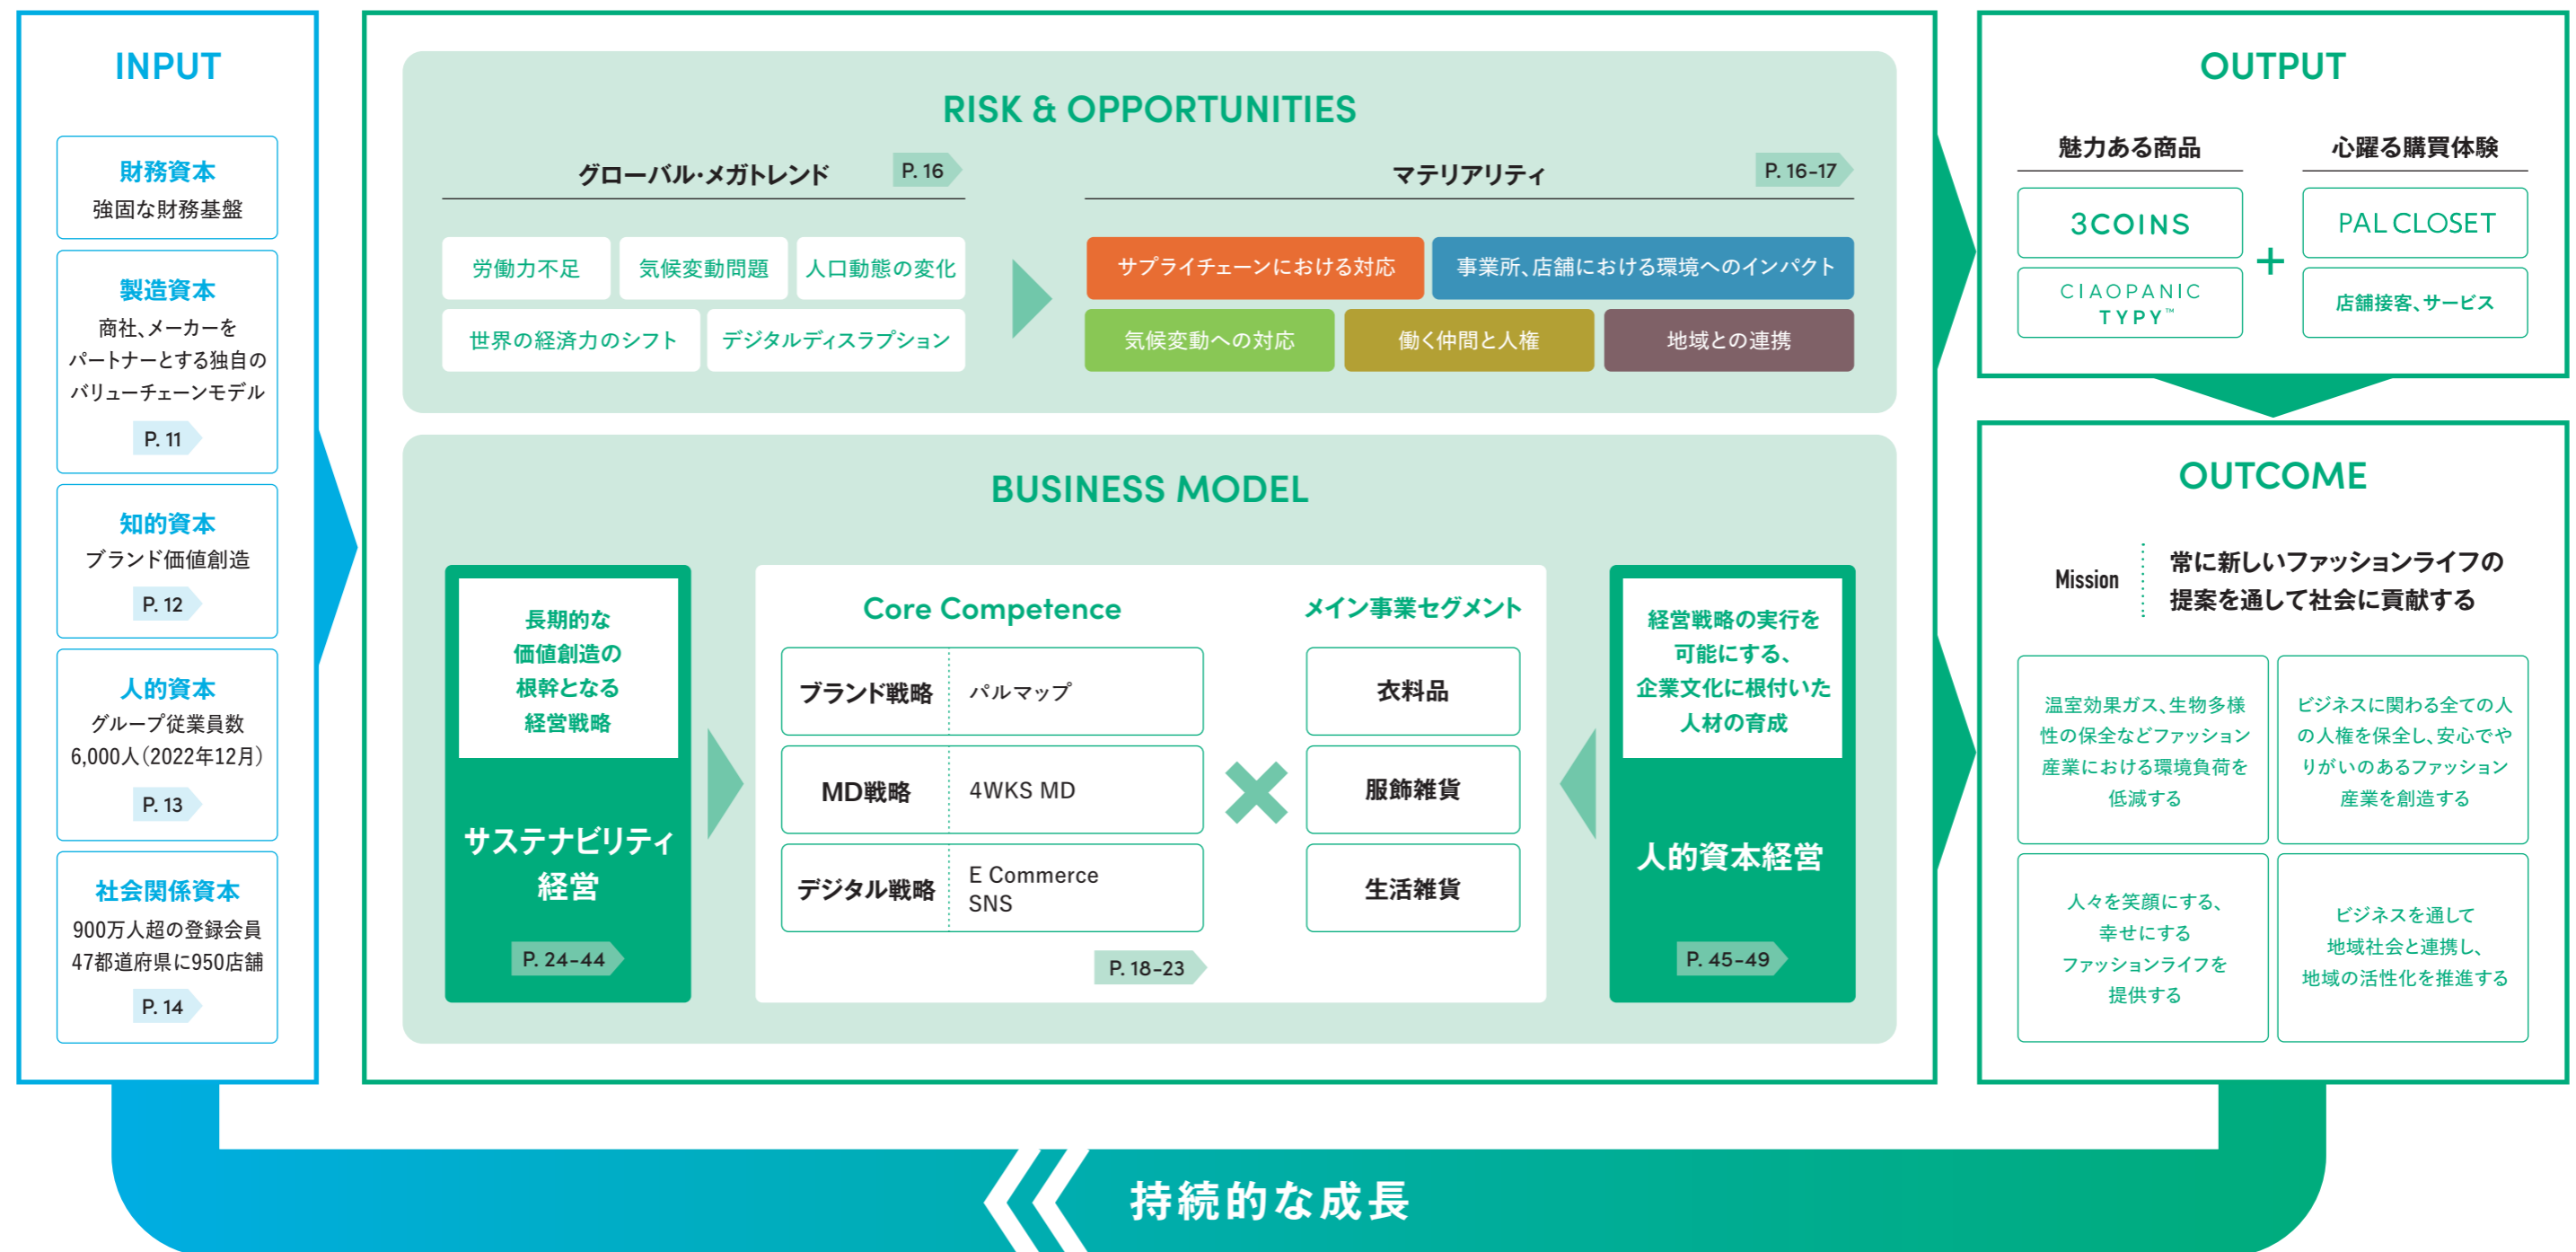 INPUT
財務資本
強固な財務基盤
製造資本
商社、メーカーを
パートナーとする独自の
バリューチェーンモデル
P. 11
知的資本
ブランド価値創造
P. 12
人的資本
グループ従業員数
6,000人(2022年12月)
P. 13
社会関係資本
900万人超の登録会員
47都道府県に950店舗
P. 14
RISK & OPPORTUNITIES
グローバル・メガトレンド
P. 16
労働力不足
気候変動問題
人口動態の変化
世界の経済力のシフト
デジタルディスラプション
マテリアリティ
P. 16-17
サプライチェーンにおける対応
事業所、店舗における環境へのインパクト
気候変動への対応
働く仲間と人権
地域との連携
BUSINESS MODEL
長期的な
価値創造の
根幹となる
経営戦略
サステナビリティ
経営
P. 24-44
Core Competence
ブランド戦略
パルマップ
MD戦略
4WKS MD
デジタル戦略
E Commerce
SNS
メイン事業セグメント
衣料品
服飾雑貨
生活雑貨
P. 18-23
経営戦略の実行を
可能にする、
企業文化に根付いた
人材の育成
人的資本経営
P. 45-49
OUTPUT
魅力ある商品
3COINS
CIAOPANIC
TYPY™
+
心躍る購買体験
PAL CLOSET
店舗接客、サービス
OUTCOME
Mission
常に新しいファッションライフの
提案を通して社会に貢献する
温室効果ガス、生物多様
性の保全などファッション
産業における環境負荷を
低減する
ビジネスに関わる全ての人
の人権を保全し、安心でや
りがいのあるファッション
産業を創造する
人々を笑顔にする、
幸せにする
ファッションライフを
提供する
ビジネスを通して
地域社会と連携し、
地域の活性化を推進する
持続的な成長